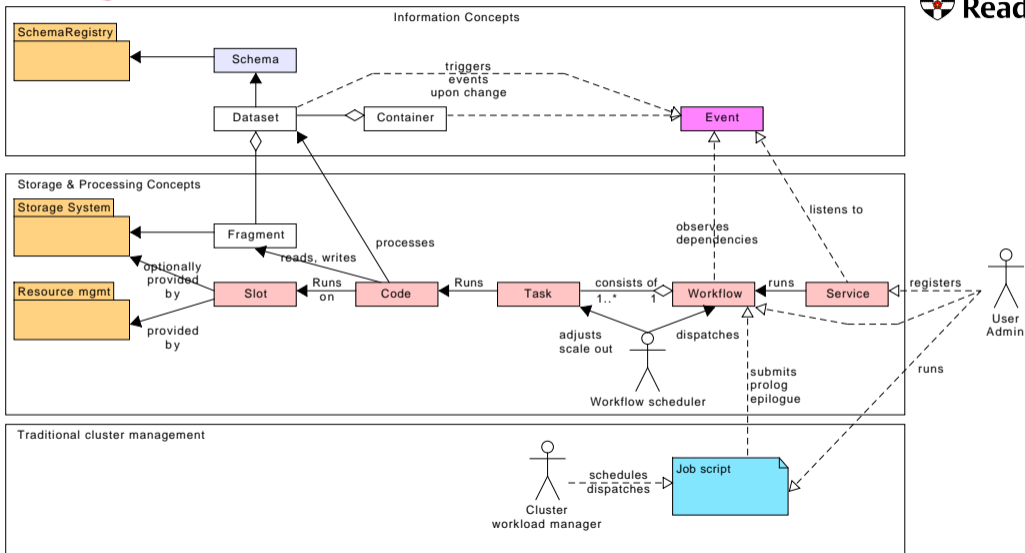 Read
Information Concepts
SchemaRegistry
Schema
triggers
events
upon change
Dataset
Container
Event
Storage & Processing Concepts
Storage System
listens to
Fragment
observes
dependencies
processes
reads, writes
optionally
provided
by
Resource mgmt
Slot
Runs
on
Code
Runs
Task
consists of
1..*
1
Workflow
runs
Service
registers
User
Admin
provided
by
adjusts
scale out
dispatches
Workflow scheduler
submits
prolog
epilogue
runs
Traditional cluster management
Job script
schedules
dispatches
Cluster
workload manager